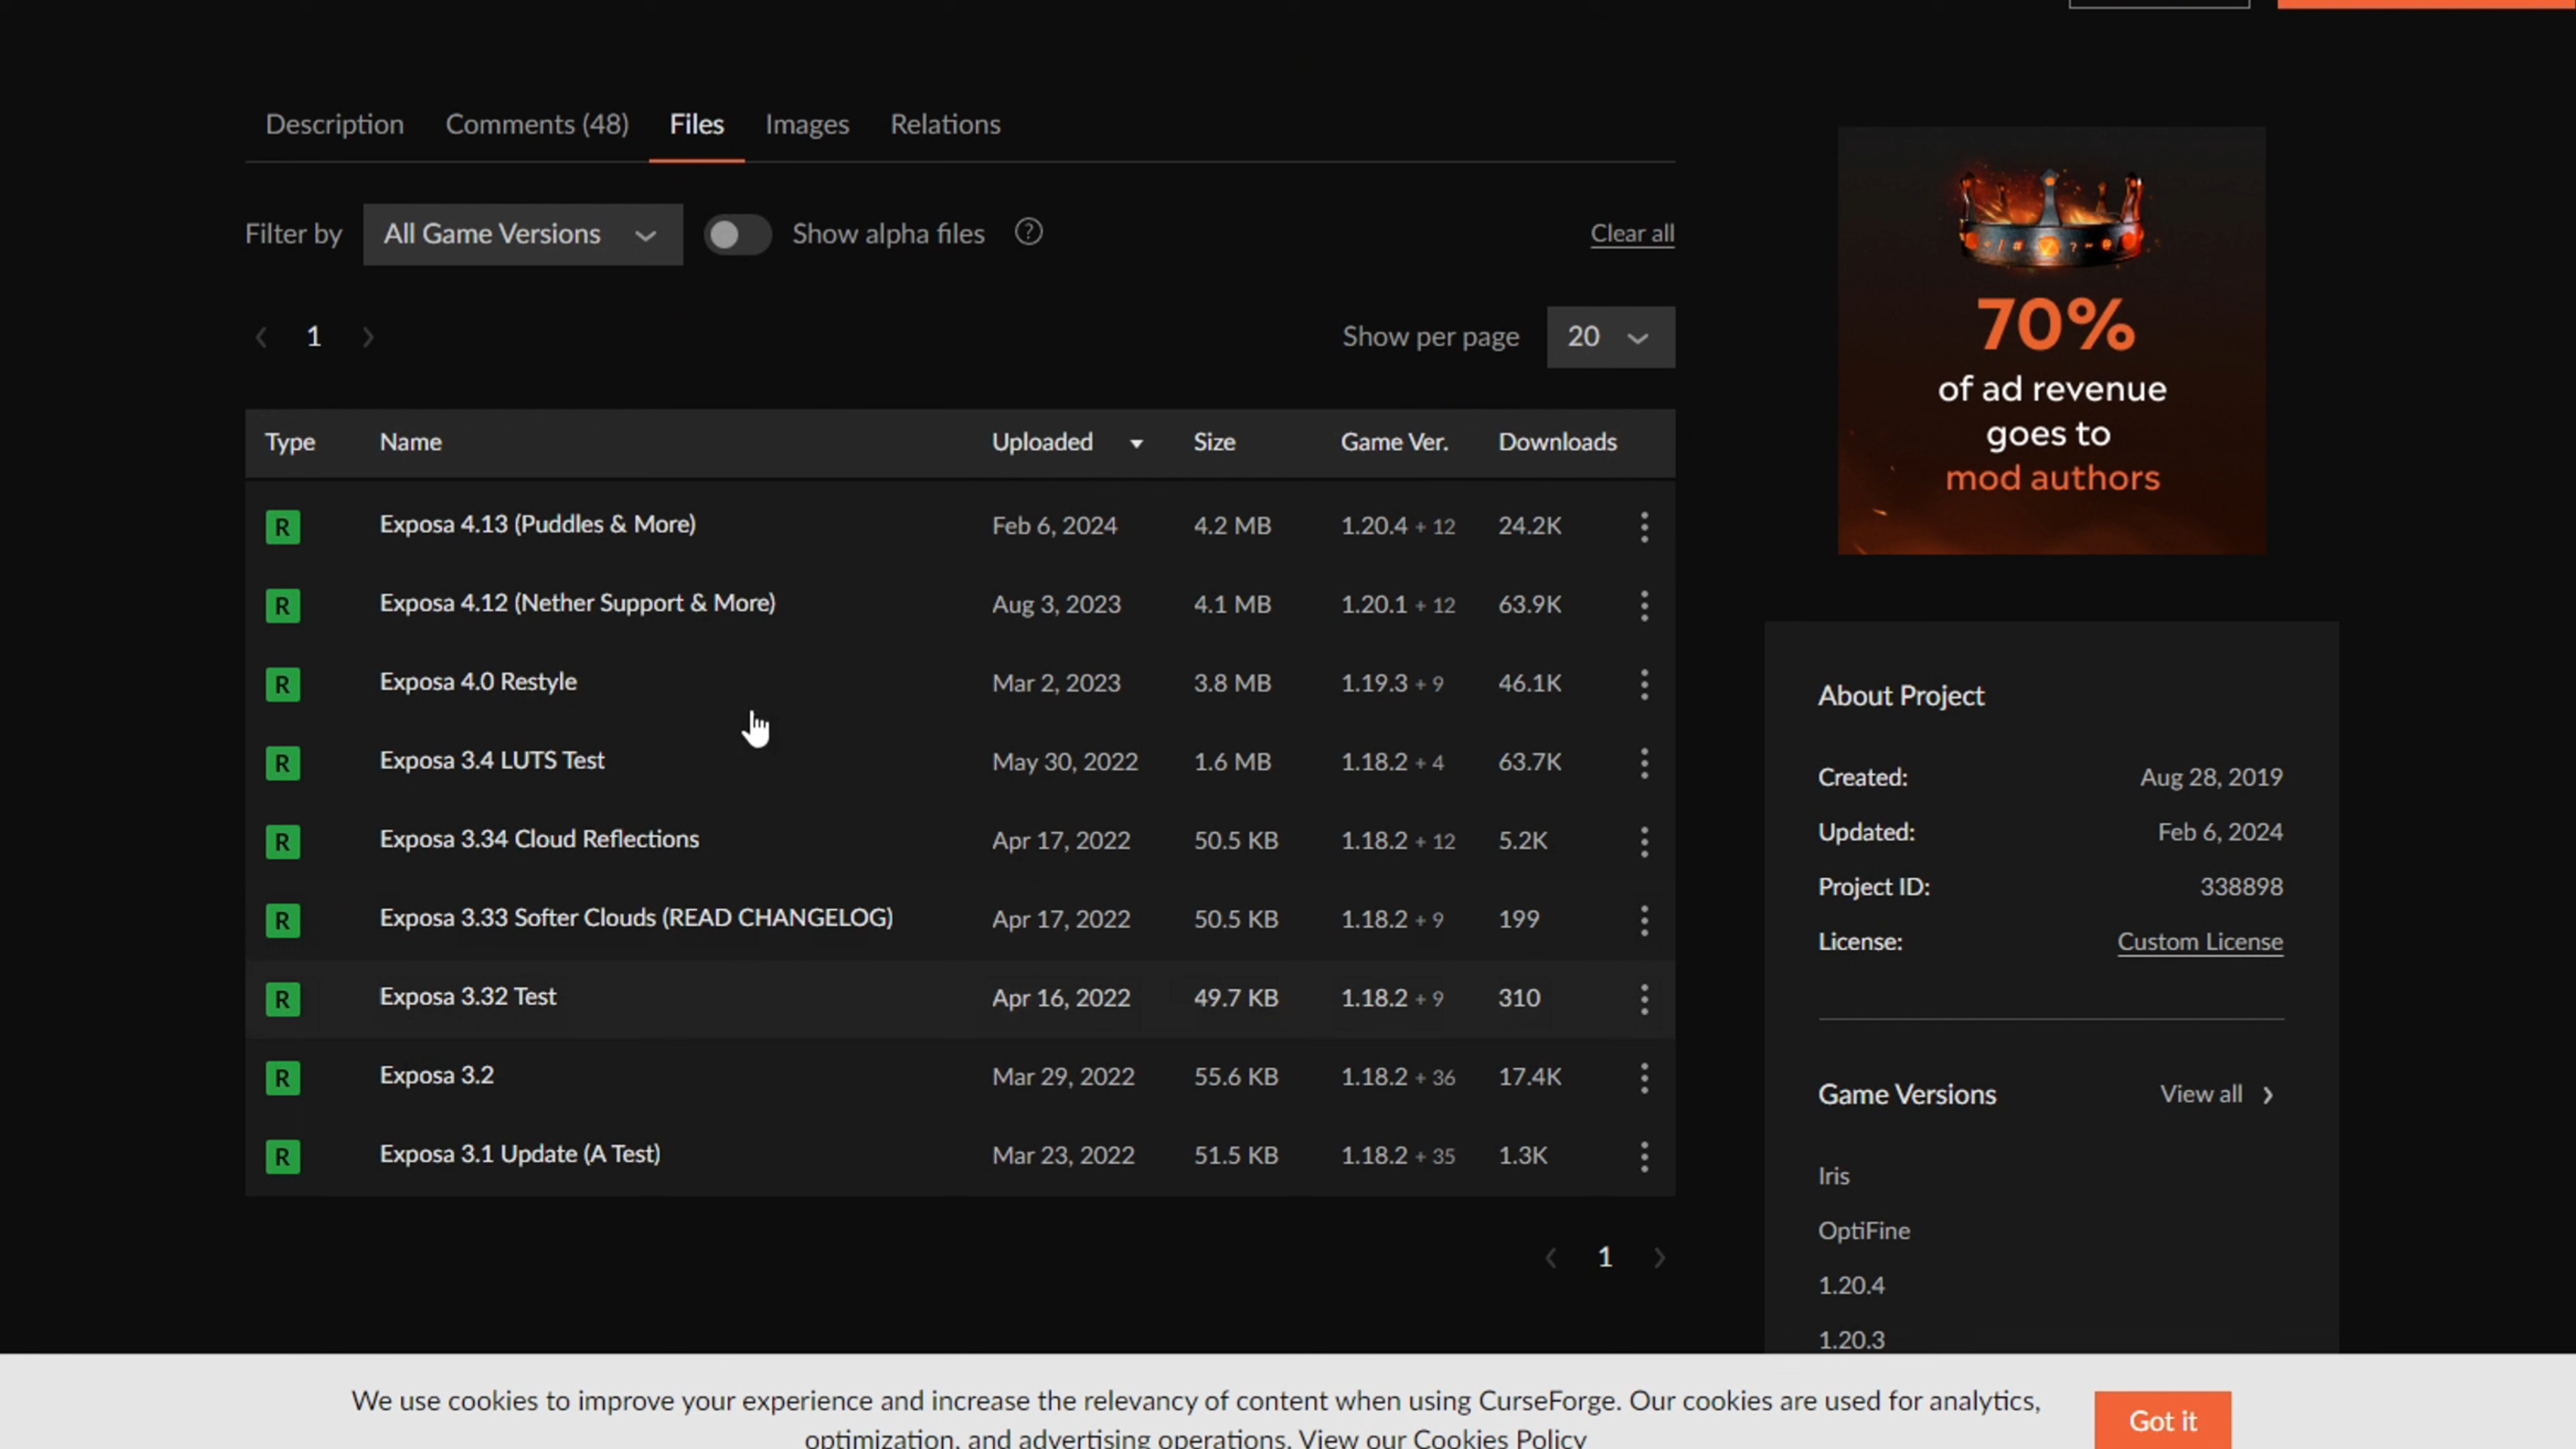 Description Comments (48) Files Images Relations
Filter by All Game Versions Show alpha files ? Clear all
1 Show per page 20
Type Name Uploaded Size Game Ver. Downloads
R Exposa 4.13 (Puddles & More) Feb 6, 2024 4.2 MB 1.20.4 + 12 24.2K
R Exposa 4.12 (Nether Support & More) Aug 3, 2023 4.1 MB 1.20.1 + 12 63.9K
R Exposa 4.0 Restyle Mar 2, 2023 3.8 MB 1.19.3 + 9 46.1K
R Exposa 3.4 LUTS Test May 30, 2022 1.6 MB 1.18.2 + 4 63.7K
R Exposa 3.34 Cloud Reflections Apr 17, 2022 50.5 KB 1.18.2 + 12 5.2K
R Exposa 3.33 Softer Clouds (READ CHANGELOG) Apr 17, 2022 50.5 KB 1.18.2 + 9 199
R Exposa 3.32 Test Apr 16, 2022 49.7 KB 1.18.2 + 9 310
R Exposa 3.2 Mar 29, 2022 55.6 KB 1.18.2 + 36 17.4K
R Exposa 3.1 Update (A Test) Mar 23, 2022 51.5 KB 1.18.2 + 35 1.3K
1
70%
of ad revenue
goes to
mod authors
About Project
Created: Aug 28, 2019
Updated: Feb 6, 2024
Project ID: 338898
License: Custom License
Game Versions View all
Iris
OptiFine
1.20.4
1.20.3
We use cookies to improve your experience and increase the relevancy of content when using CurseForge. Our cookies are used for analytics,
optimization, and advertising operations. View our Cookies Policy
Got it